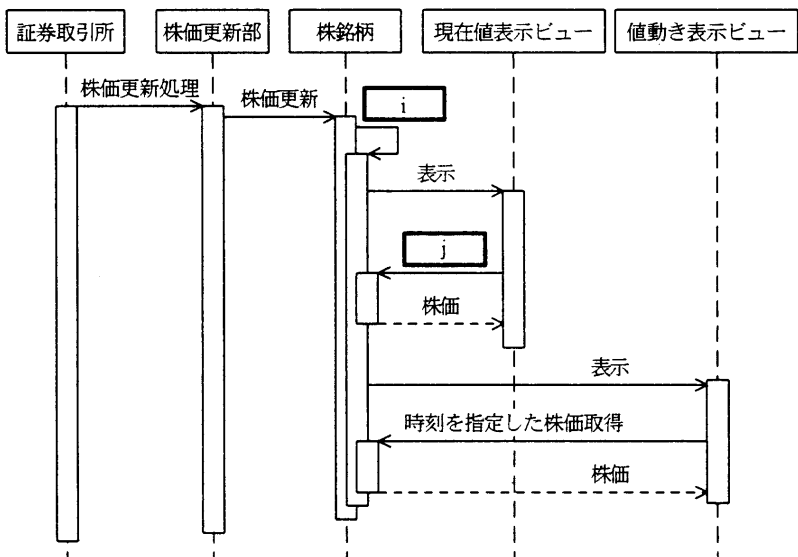 証券取引所
株価更新部
株銘柄
現在値表示ビュー
値動き表示ビュー
株価更新処理
株価更新
i
表示
j
株価
表示
時刻を指定した株価取得
株価